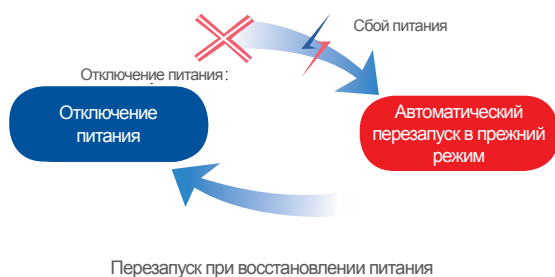 Сбой питания
Отключение питания:
Отключение
питания
Автоматический
перезапуск в прежний
режим
Перезапуск при восстановлении питания